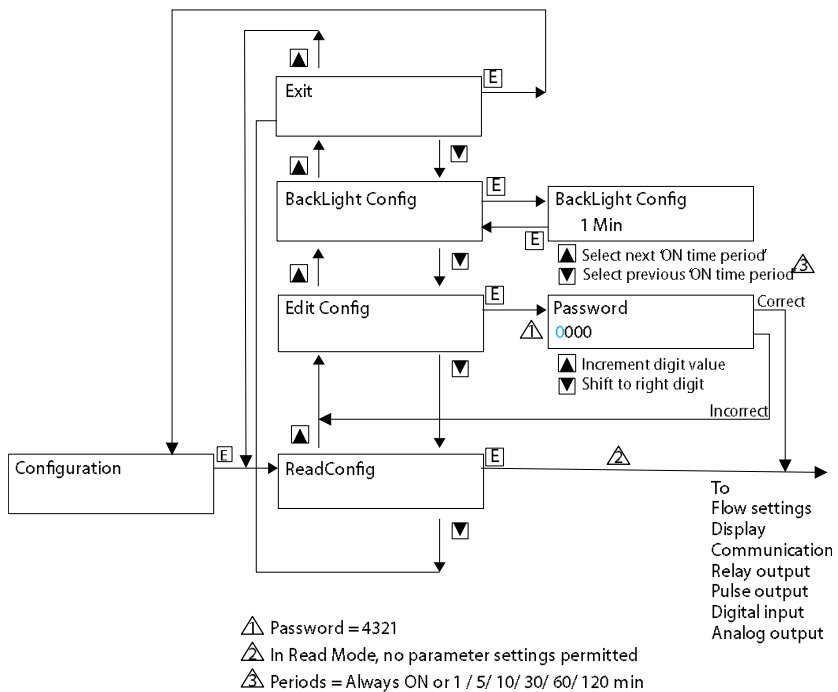 E
Exit
BackLight Config
E
BackLight Config
1 Min
E
Select next ‘ON time period’
Select previous ‘ON time period’
3
Edit Config
E
Password
0000
1
Correct
Increment digit value
Shift to right digit
Incorrect
Configuration
E
ReadConfig
E
2
To
Flow settings
Display
Communication
Relay output
Pulse output
Digital input
Analog output
1 Password = 4321
2 In Read Mode, no parameter settings permitted
3 Periods = Always ON or 1 / 5/ 10/ 30/ 60/ 120 min